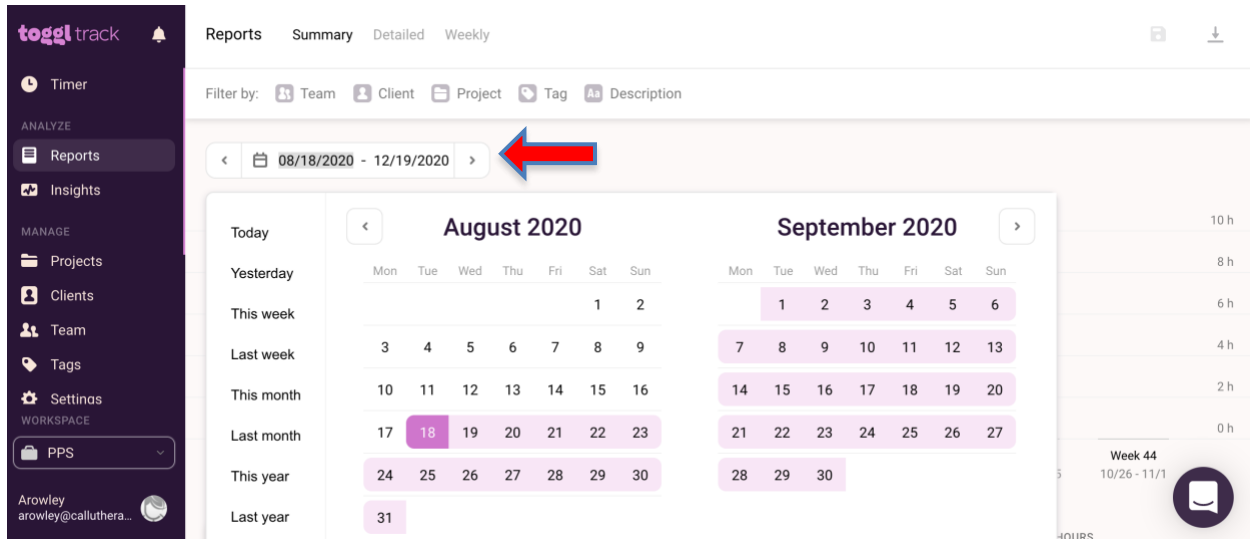 toggl track
Timer
ANALYZE
Reports
Insights
MANAGE
Projects
Clients
Team
Tags
Settings
WORKSPACE
PPS
Arowley
arowley@calluthera...
Reports Summary Detailed Weekly
Filter by: Team Client Project Tag Aa Description
08/18/2020 - 12/19/2020
Today
Yesterday
This week
Last week
This month
Last month
This year
Last year
August 2020
Mon Tue Wed Thu Fri Sat Sun
1 2
3 4 5 6 7 8 9
10 11 12 13 14 15 16
17 18 19 20 21 22 23
24 25 26 27 28 29 30
31
September 2020
Mon Tue Wed Thu Fri Sat Sun
1 2 3 4 5 6
7 8 9 10 11 12 13
14 15 16 17 18 19 20
21 22 23 24 25 26 27
28 29 30
10 h
8 h
6 h
4 h
2 h
0 h
Week 44
5 10/26 - 11/1
HOURS